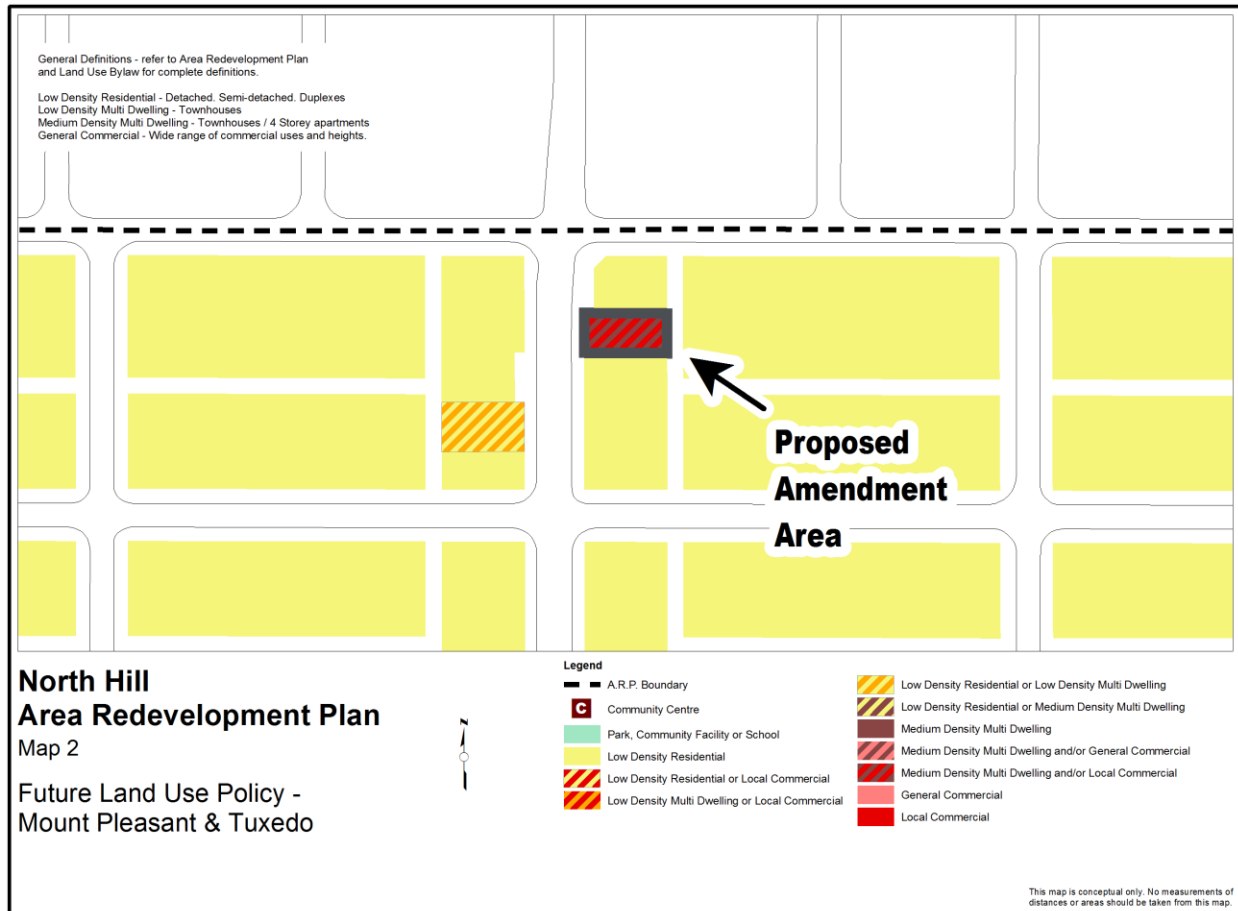 General Definitions - refer to Area Redevelopment Plan
and Land Use Bylaw for complete definitions.
Low Density Residential - Detached. Semi-detached. Duplexes
Low Density Multi Dwelling - Townhouses
Medium Density Multi Dwelling - Townhouses / 4 Storey apartments
General Commercial - Wide range of commercial uses and heights.
Proposed
Amendment
Area
North Hill
Area Redevelopment Plan
Map 2
Future Land Use Policy -
Mount Pleasant & Tuxedo
N
Legend
A.R.P. Boundary
C Community Centre
Park, Community Facility or School
Low Density Residential
Low Density Residential or Local Commercial
Low Density Multi Dwelling or Local Commercial
Low Density Residential or Low Density Multi Dwelling
Low Density Residential or Medium Density Multi Dwelling
Medium Density Multi Dwelling
Medium Density Multi Dwelling and/or General Commercial
Medium Density Multi Dwelling and/or Local Commercial
General Commercial
Local Commercial
This map is conceptual only. No measurements of
distances or areas should be taken from this map.